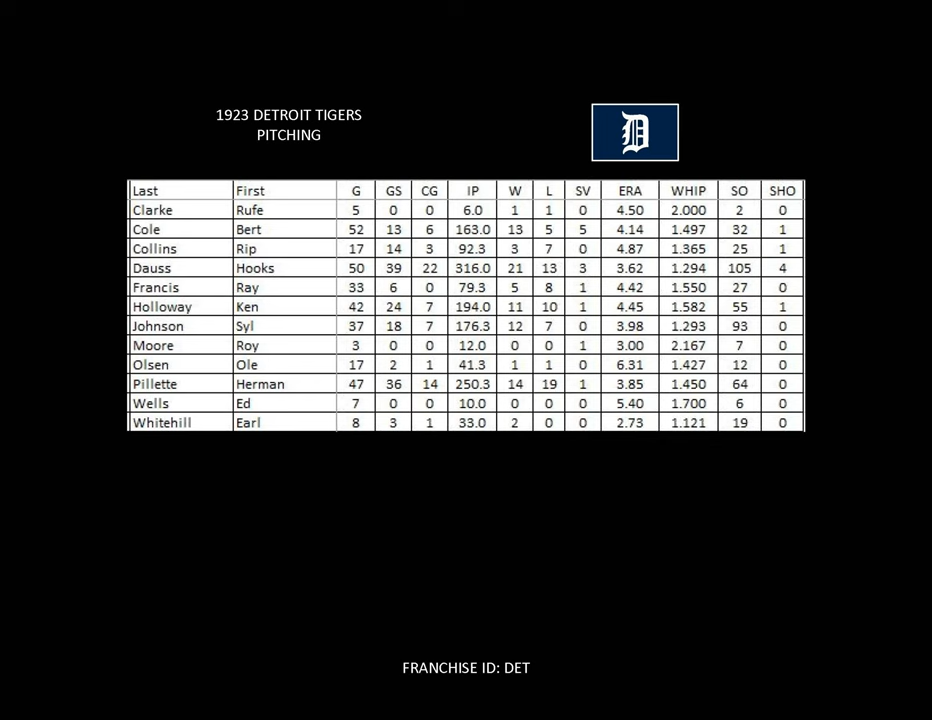 1923 DETROIT TIGERS
PITCHING
D
Last First G GS CG IP W L SV ERA WHIP SO SHO
Clarke Rufe 5 0 0 6.0 1 1 0 4.50 2.000 2 0
Cole Bert 52 13 6 163.0 13 5 5 4.14 1.497 32 1
Collins Rip 17 14 3 92.3 3 7 0 4.87 1.365 25 1
Dauss Hooks 50 39 22 316.0 21 13 3 3.62 1.294 105 4
Francis Ray 33 6 0 79.3 5 8 1 4.42 1.550 27 0
Holloway Ken 42 24 7 194.0 11 10 1 4.45 1.582 55 1
Johnson Syl 37 18 7 176.3 12 7 0 3.98 1.293 93 0
Moore Roy 3 0 0 12.0 0 0 1 3.00 2.167 7 0
Olsen Ole 17 2 1 41.3 1 1 0 6.31 1.427 12 0
Pillette Herman 47 36 14 250.3 14 19 1 3.85 1.450 64 0
Wells Ed 7 0 0 10.0 0 0 0 5.40 1.700 6 0
Whitehill Earl 8 3 1 33.0 2 0 0 2.73 1.121 19 0
FRANCHISE ID: DET